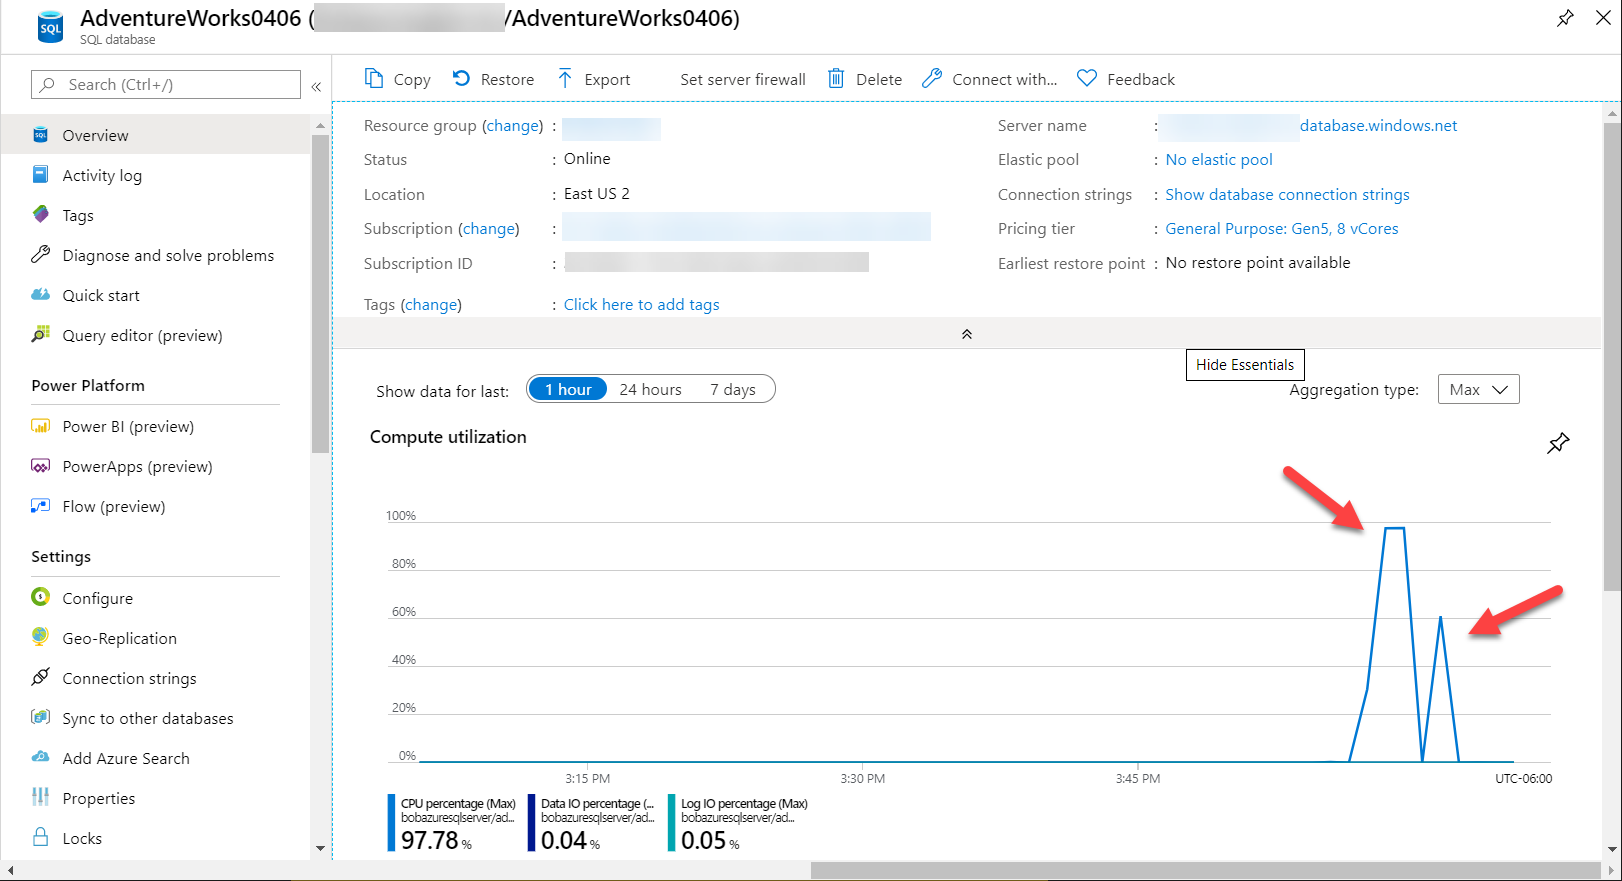 AdventureWorks0406 (
/AdventureWorks0406)
SQL
SQL database
Search (Ctrl+/)
«
Copy
Restore
Export
Set server firewall
Delete
Connect with...
Feedback
SQL
Overview
Activity log
Tags
Diagnose and solve problems
Quick start
Query editor (preview)
Power Platform
Power BI (preview)
PowerApps (preview)
Flow (preview)
Settings
Configure
Geo-Replication
Connection strings
Sync to other databases
Add Azure Search
Properties
Locks
Resource group (change) :
Status : Online
Location : East US 2
Subscription (change) :
Subscription ID :
Tags (change) : Click here to add tags
Server name : database.windows.net
Elastic pool : No elastic pool
Connection strings : Show database connection strings
Pricing tier : General Purpose: Gen5, 8 vCores
Earliest restore point : No restore point available
Hide Essentials
Show data for last: 1 hour 24 hours 7 days
Aggregation type: Max
Compute utilization
100%
80%
60%
40%
20%
0%
3:15 PM
3:30 PM
3:45 PM
UTC-06:00
CPU percentage (Max)
bobazuresqlserver/ad...
97.78 %
Data IO percentage (...
bobazuresqlserver/ad...
0.04 %
Log IO percentage (Max)
bobazuresqlserver/ad...
0.05 %